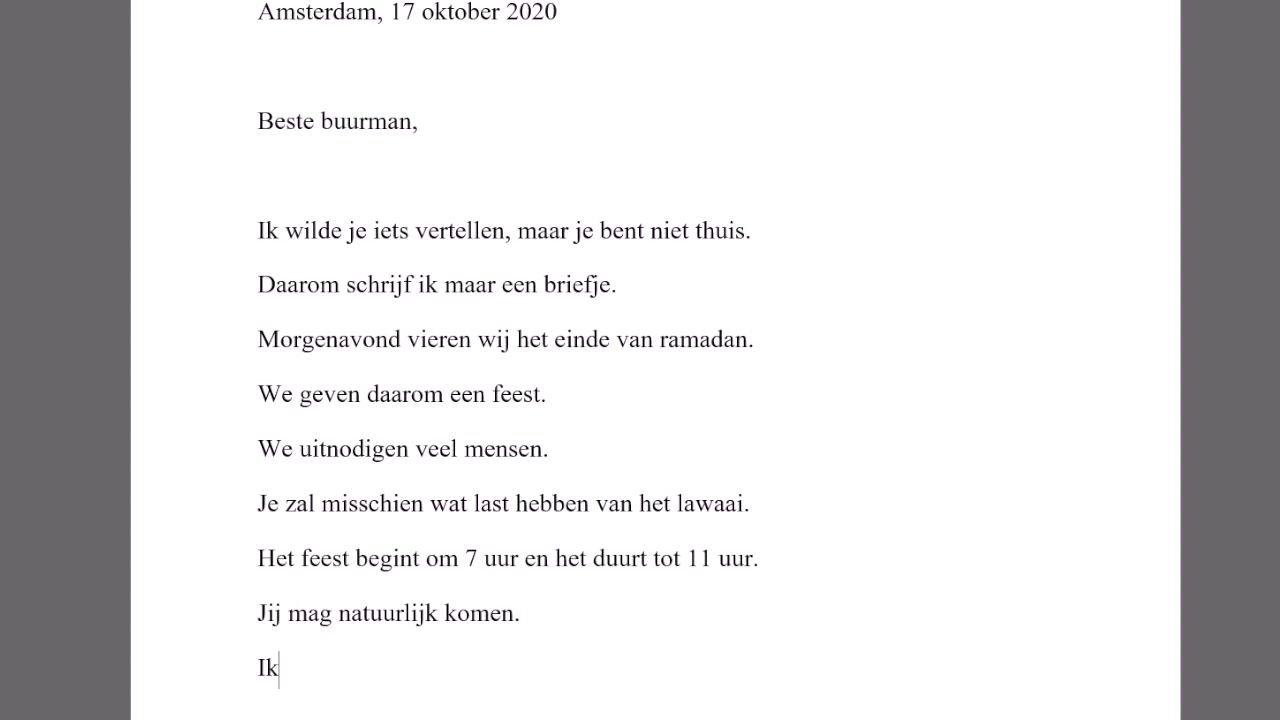 Amsterdam, 17 oktober 2020
Beste buurman,
Ik wilde je iets vertellen, maar je bent niet thuis.
Daarom schrijf ik maar een briefje.
Morgenavond vieren wij het einde van ramadan.
We geven daarom een feest.
We uitnodigen veel mensen.
Je zal misschien wat last hebben van het lawaai.
Het feest begint om 7 uur en het duurt tot 11 uur.
Jij mag natuurlijk komen.
Ik